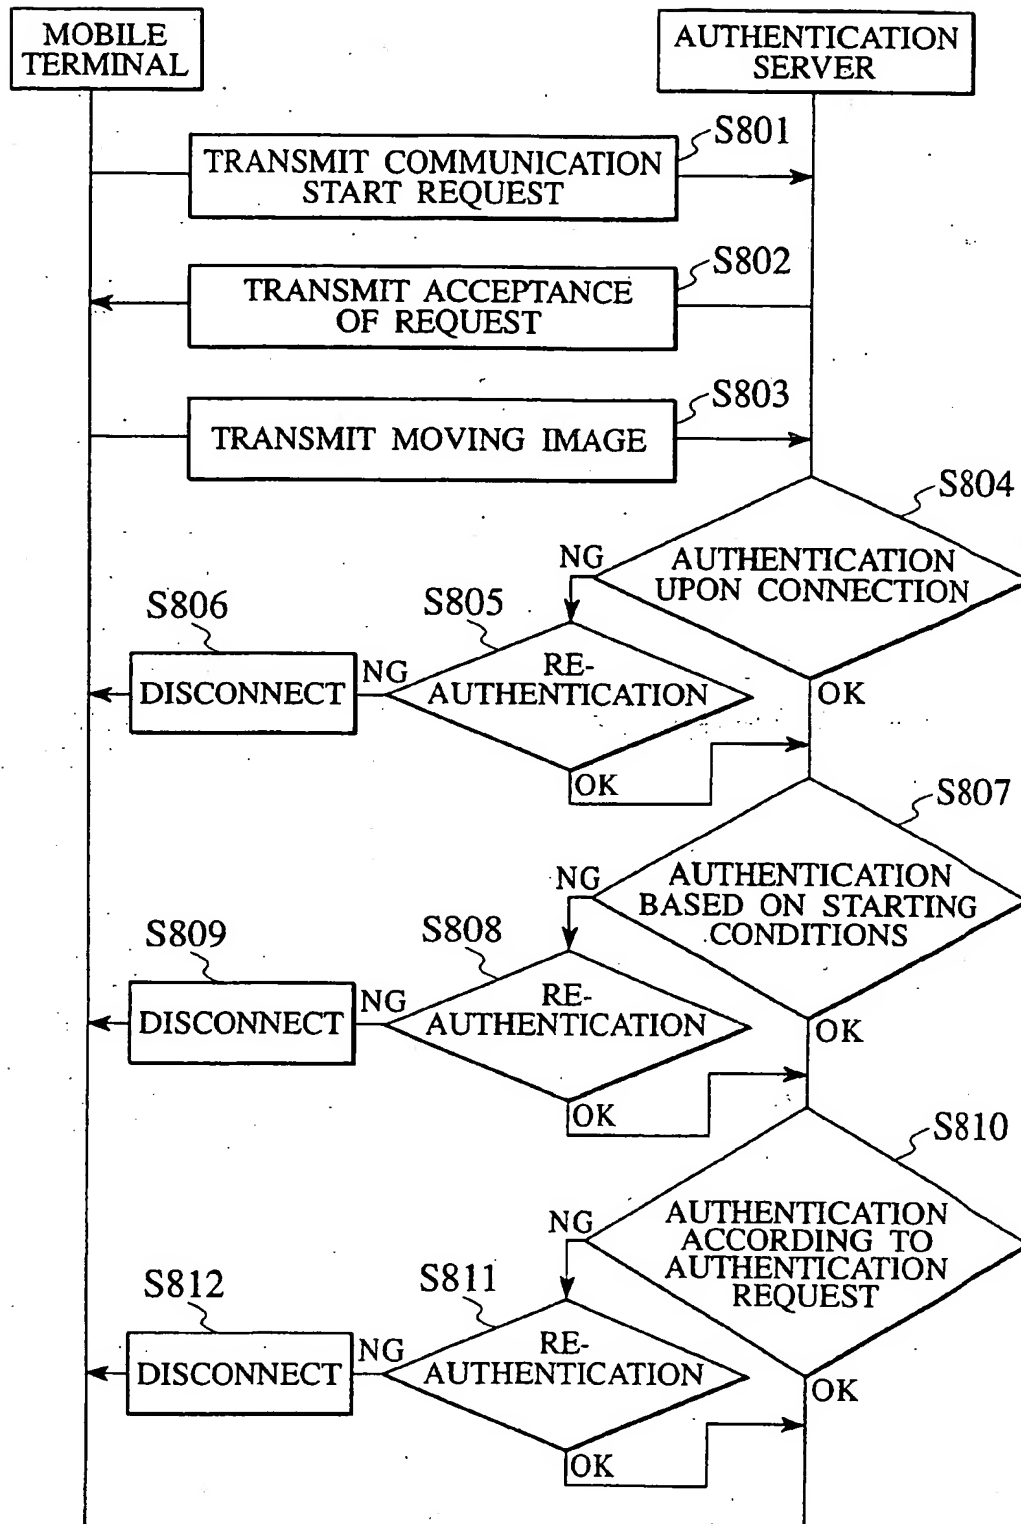 MOBILE
TERMINAL
AUTHENTICATION
SERVER
S801
TRANSMIT COMMUNICATION
START REQUEST
S802
TRANSMIT ACCEPTANCE
OF REQUEST
S803
TRANSMIT MOVING IMAGE
S804
AUTHENTICATION
UPON CONNECTION
NG
OK
S805
RE-
AUTHENTICATION
NG
OK
S806
DISCONNECT
S807
AUTHENTICATION
BASED ON STARTING
CONDITIONS
NG
OK
S808
RE-
AUTHENTICATION
NG
OK
S809
DISCONNECT
S810
AUTHENTICATION
ACCORDING TO
AUTHENTICATION
REQUEST
NG
OK
S811
RE-
AUTHENTICATION
NG
OK
S812
DISCONNECT